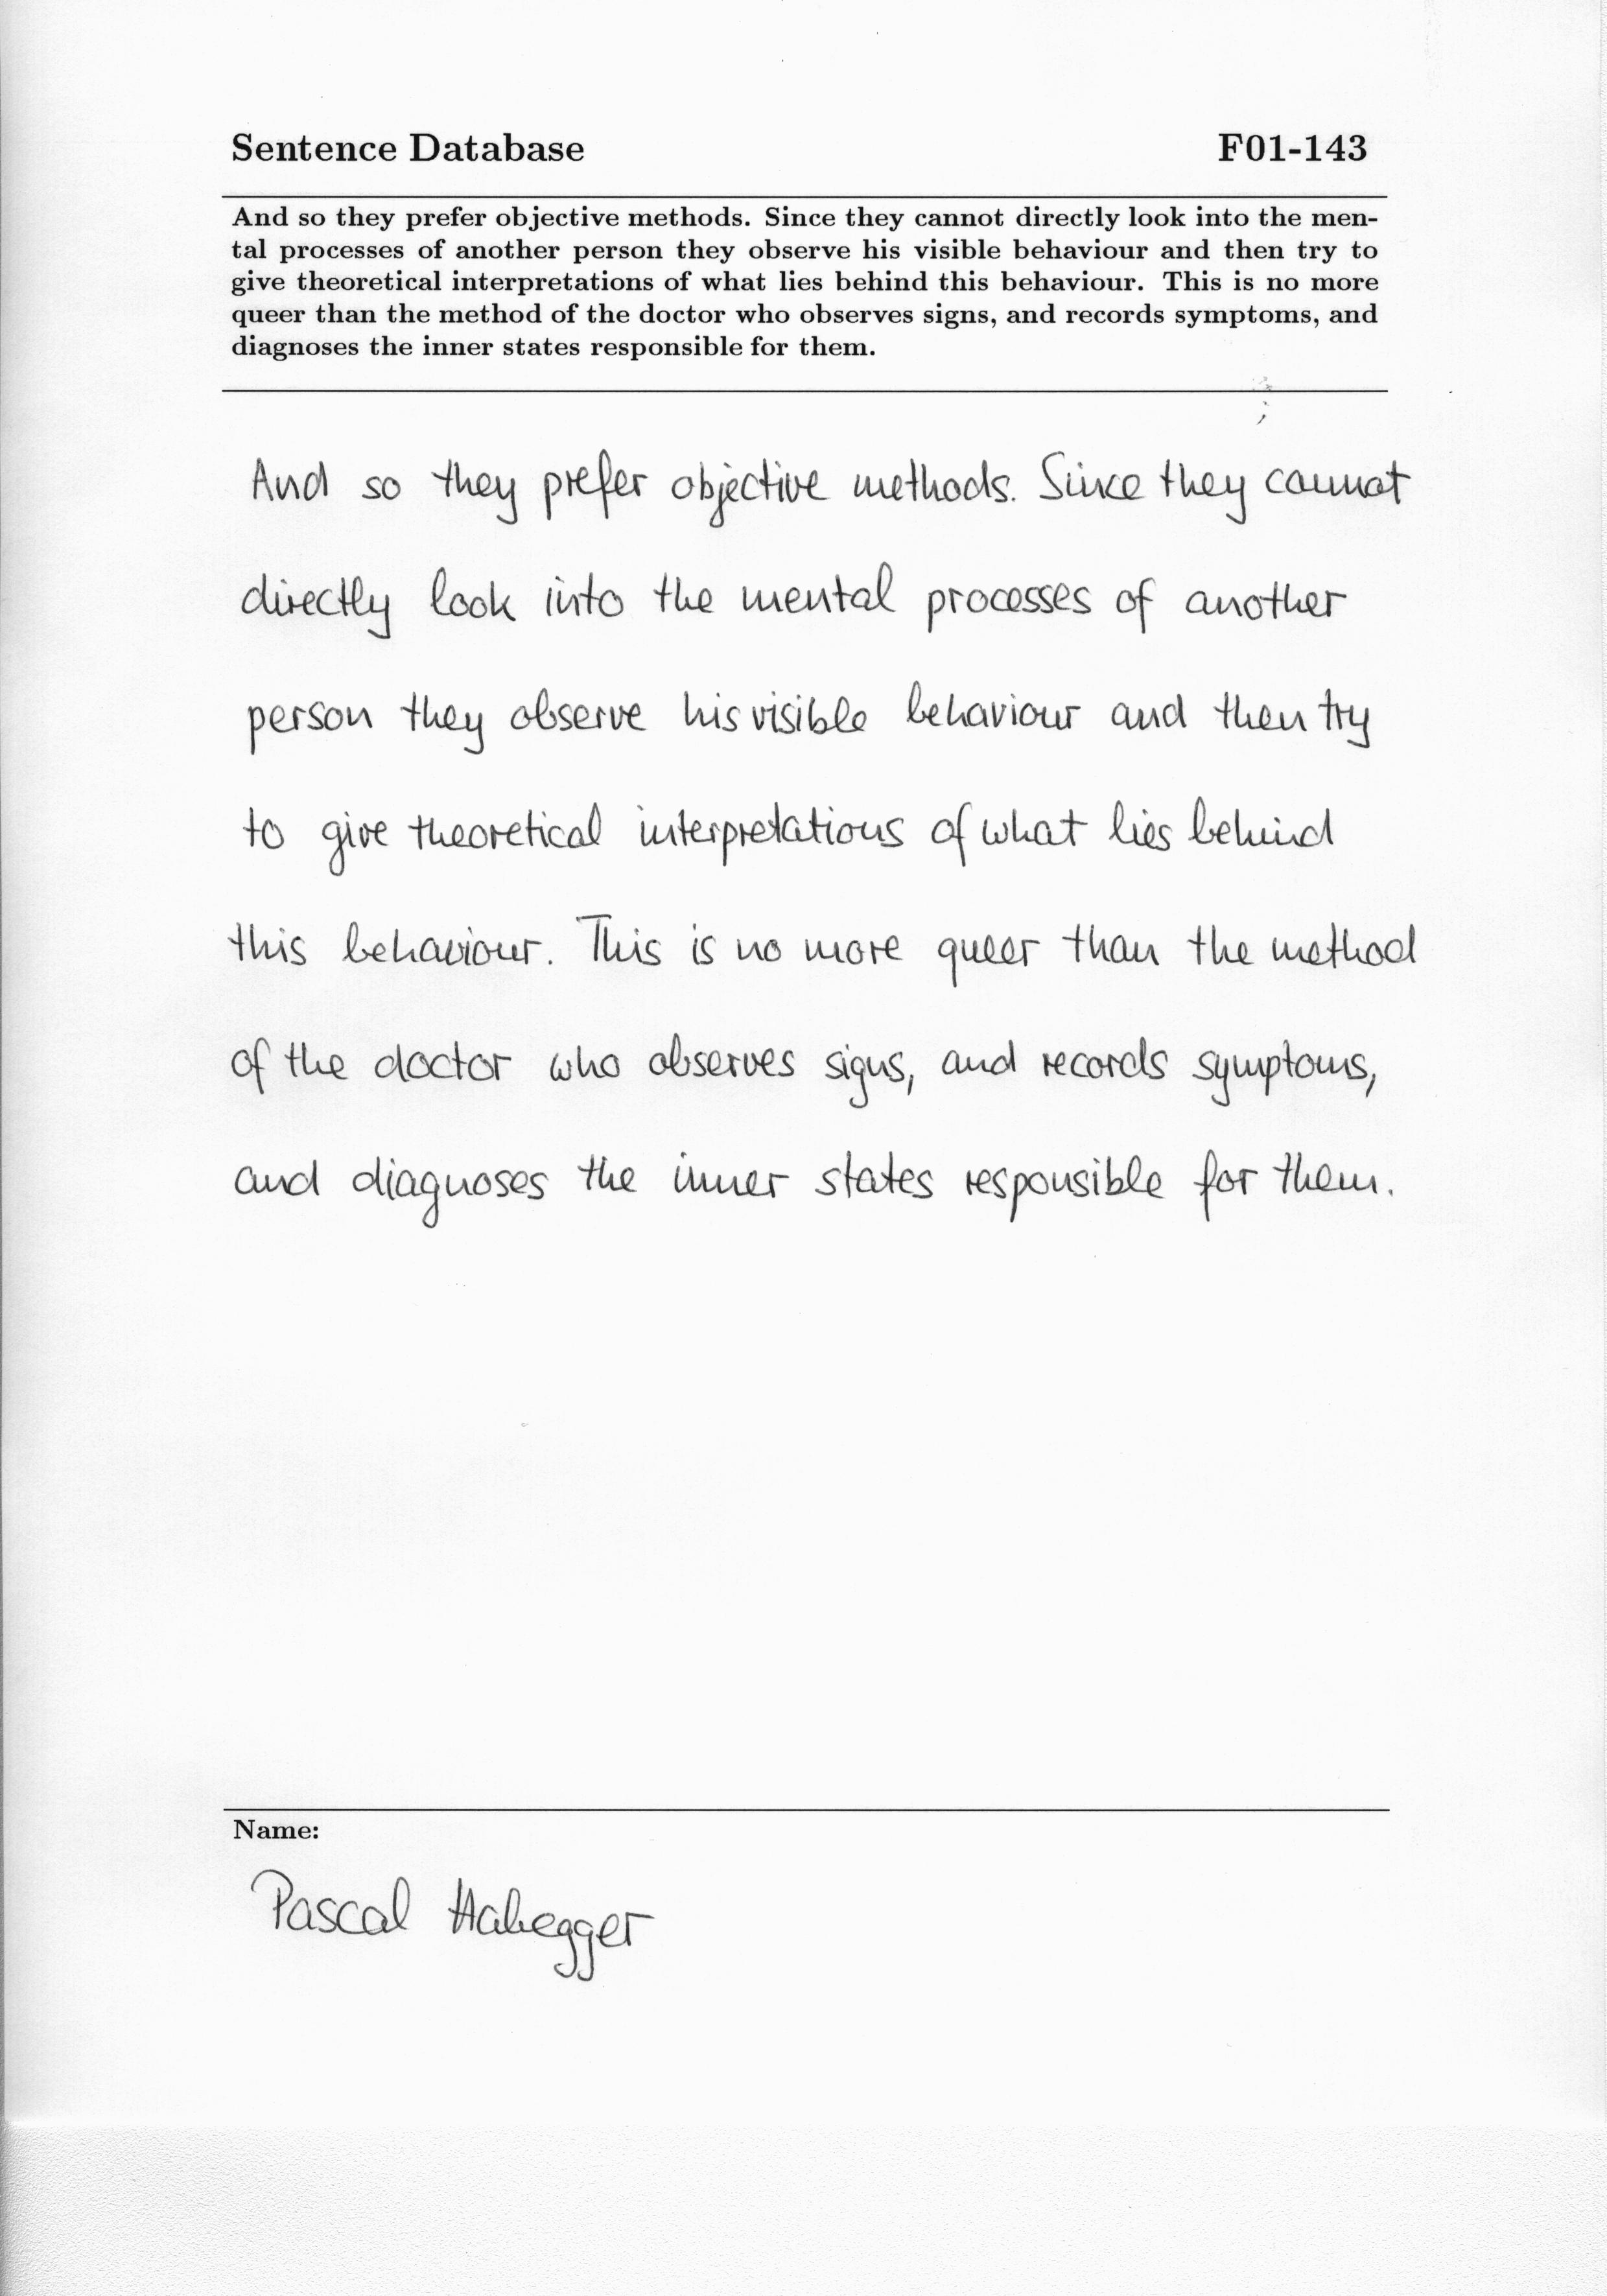 Sentence Database F01-143
And so they prefer objective methods. Since they cannot directly look into the men-
tal processes of another person they observe his visible behaviour and then try to
give theoretical interpretations of what lies behind this behaviour. This is no more
queer than the method of the doctor who observes signs, and records symptoms, and
diagnoses the inner states responsible for them.
And so they prefer objective methods. Since they cannot
directly look into the mental processes of another
person they observe his visible behaviour and then try
to give theoretical interpretations of what lies behind
this behaviour. This is no more queer than the method
of the doctor who observes signs, and records symptoms,
and diagnoses the inner states responsible for them.
Name:
Pascal Habegger